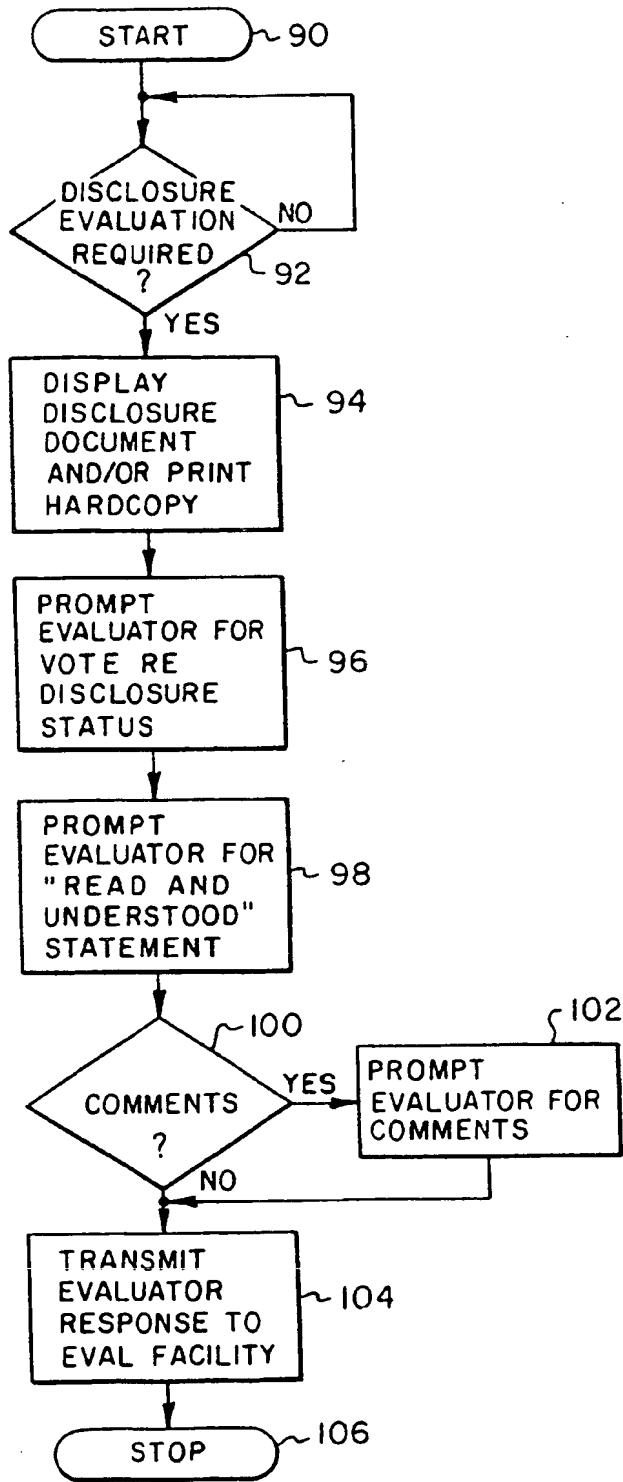 START
90
DISCLOSURE
EVALUATION
REQUIRED
?
NO
92
YES
DISPLAY
DISCLOSURE
DOCUMENT
AND/OR PRINT
HARDCOPY
94
PROMPT
EVALUATOR FOR
VOTE RE
DISCLOSURE
STATUS
96
PROMPT
EVALUATOR FOR
"READ AND
UNDERSTOOD"
STATEMENT
98
100
COMMENTS
?
YES
NO
102
PROMPT
EVALUATOR FOR
COMMENTS
TRANSMIT
EVALUATOR
RESPONSE TO
EVAL FACILITY
104
STOP
106